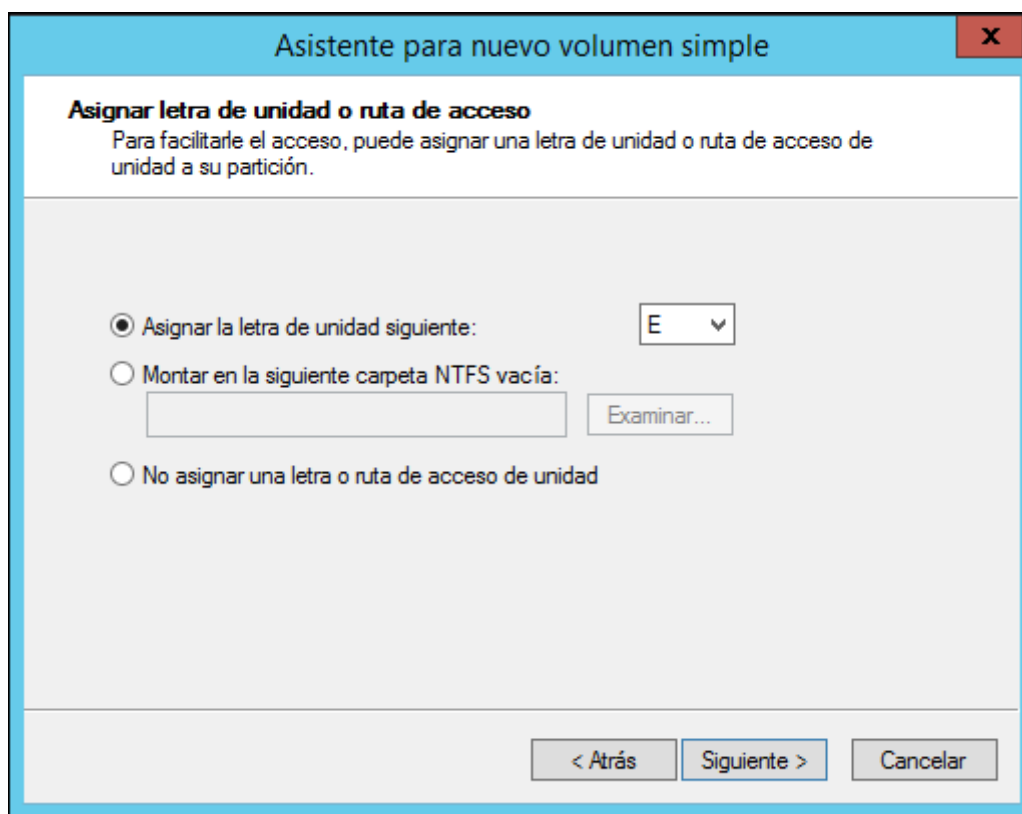 Asistente para nuevo volumen simple
x
Asignar letra de unidad o ruta de acceso
Para facilitarle el acceso, puede asignar una letra de unidad o ruta de acceso de
unidad a su partición.
Asignar la letra de unidad siguiente: E
Montar en la siguiente carpeta NTFS vacía:
Examinar...
No asignar una letra o ruta de acceso de unidad
< Atrás Siguiente > Cancelar